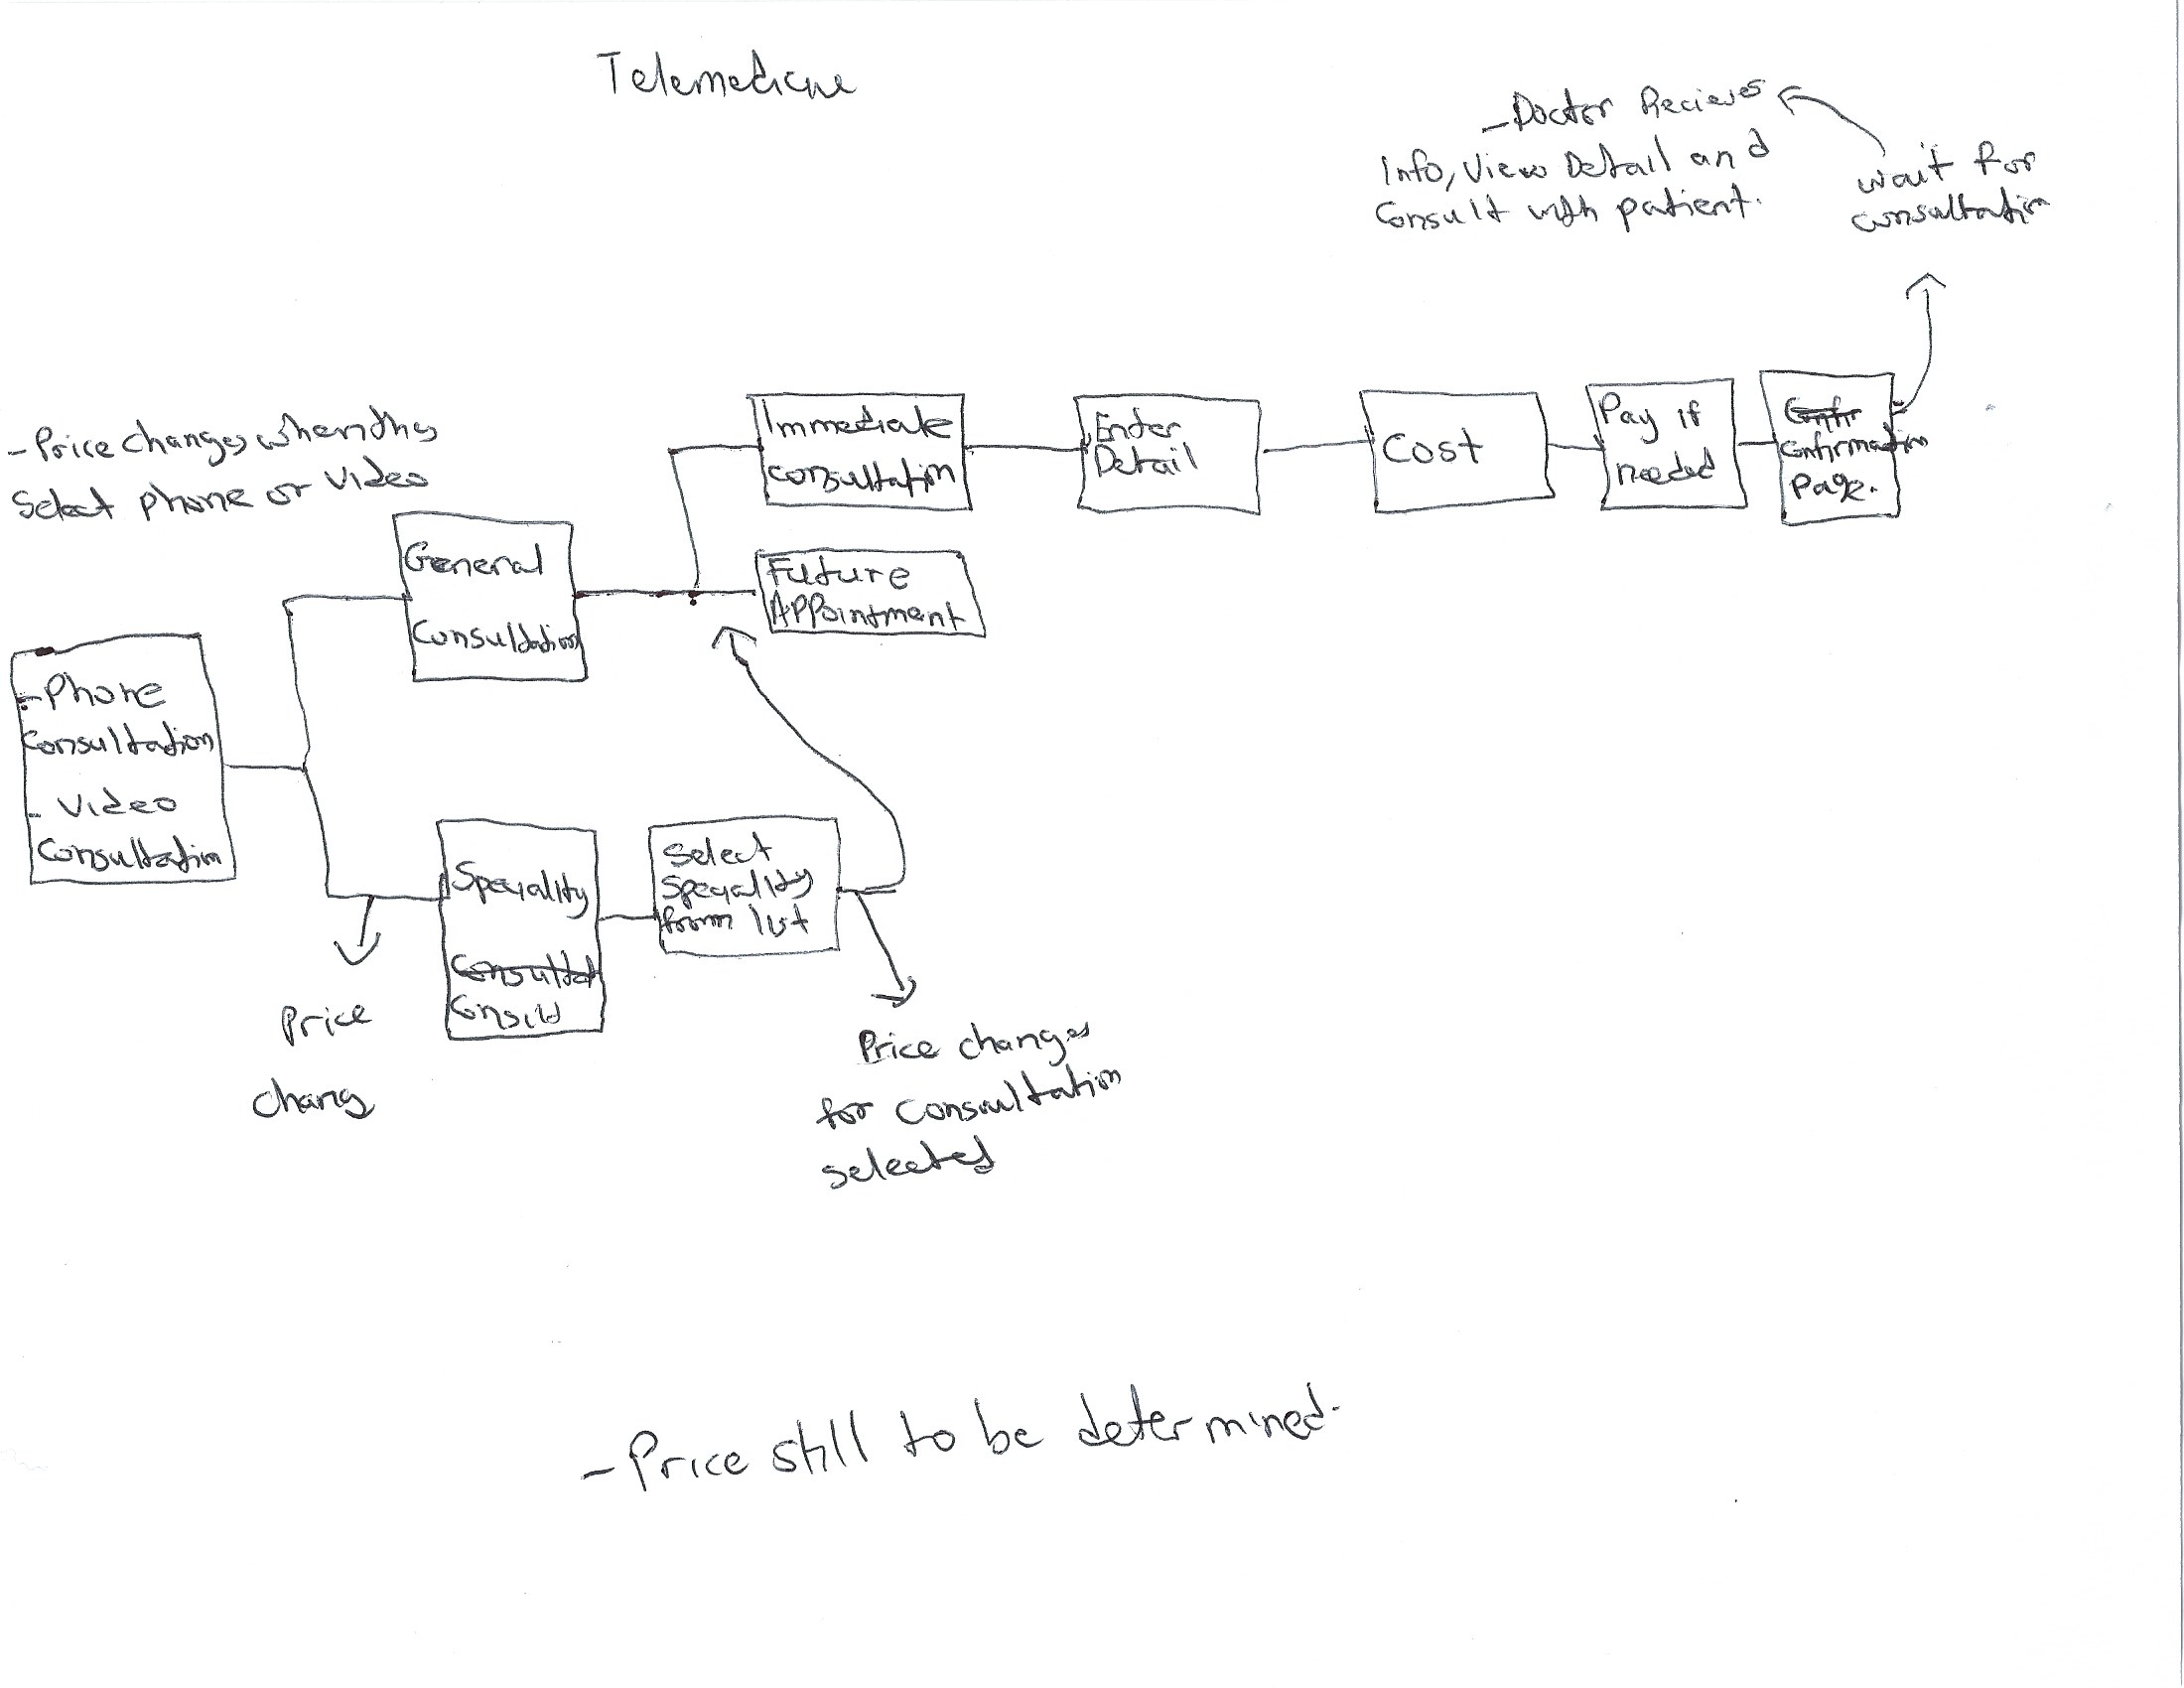 Telemedicine
-Doctor Recieves
Info, View Detail and
Consult with patient.
wait for
consultation
-Price changes when they
Select phone or video
Immediate
consultation
Enter
Detail
Cost
Pay if
needed
Confir
Confirmation
Page.
General
Consultation
Future
Appointment
-Phone
Consultation
- Video
Consultation
Speciality
Consultat
Select
Speciality
from list
Price
chang
Price changes
for consultation
selected
-Price still to be determined.